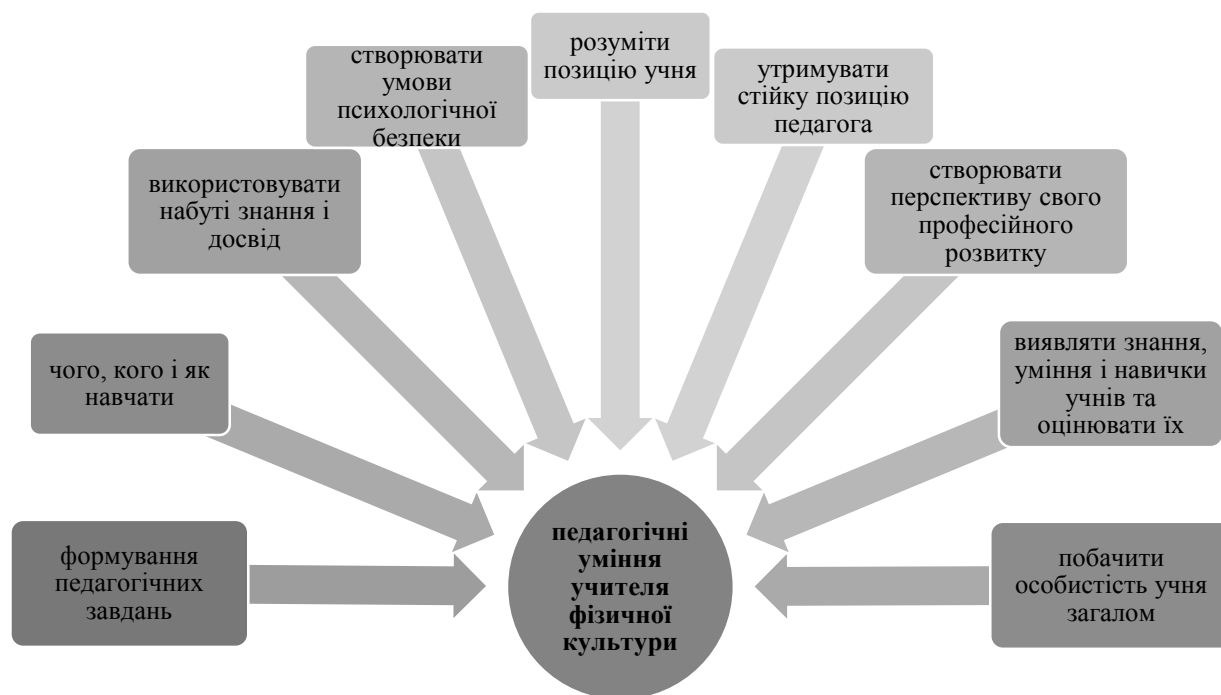 формування
педагогічних
завдань
чого, кого і як
навчати
використовувати
набуті знання і
досвід
створювати
умови
психологічної
безпеки
розуміти
позицію учня
утримувати
стійку позицію
педагога
створювати
перспективу свого
професійного
розвитку
виявляти знання,
уміння і навички
учнів та
оцінювати їх
побачити
особистість учня
загалом
педагогічні
уміння
учителя
фізичної
культури